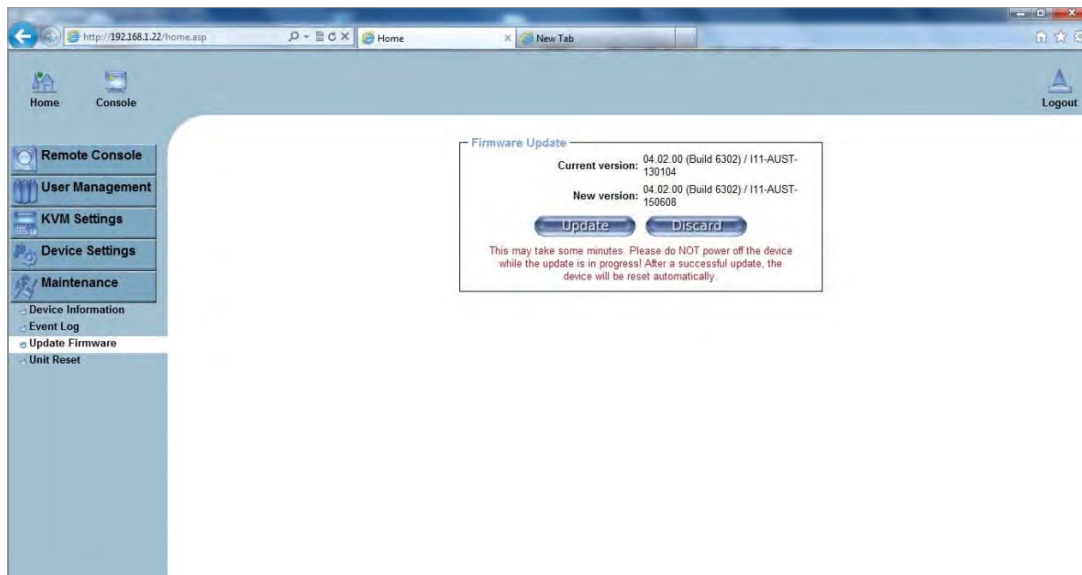 http://192.168.1.22/home.asp
Home
New Tab
Home
Console
Logout
Remote Console
User Management
KVM Settings
Device Settings
Maintenance
Device Information
Event Log
Update Firmware
Unit Reset
Firmware Update
Current version: 04.02.00 (Build 6302) / I11-AUST-
130104
New version: 04.02.00 (Build 6302) / I11-AUST-
150608
Update Discard
This may take some minutes. Please do NOT power off the device
while the update is in progress! After a successful update, the
device will be reset automatically.